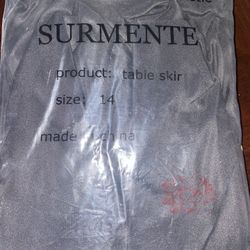 SURMENTE
product: table skir
size: 14
made in china